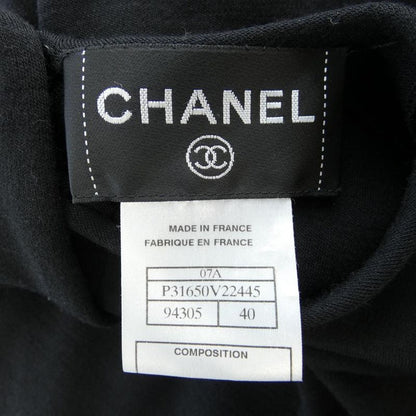 CHANEL
MADE IN FRANCE
FABRIQUE EN FRANCE
07A
P31650V22445
94305 40
COMPOSITION